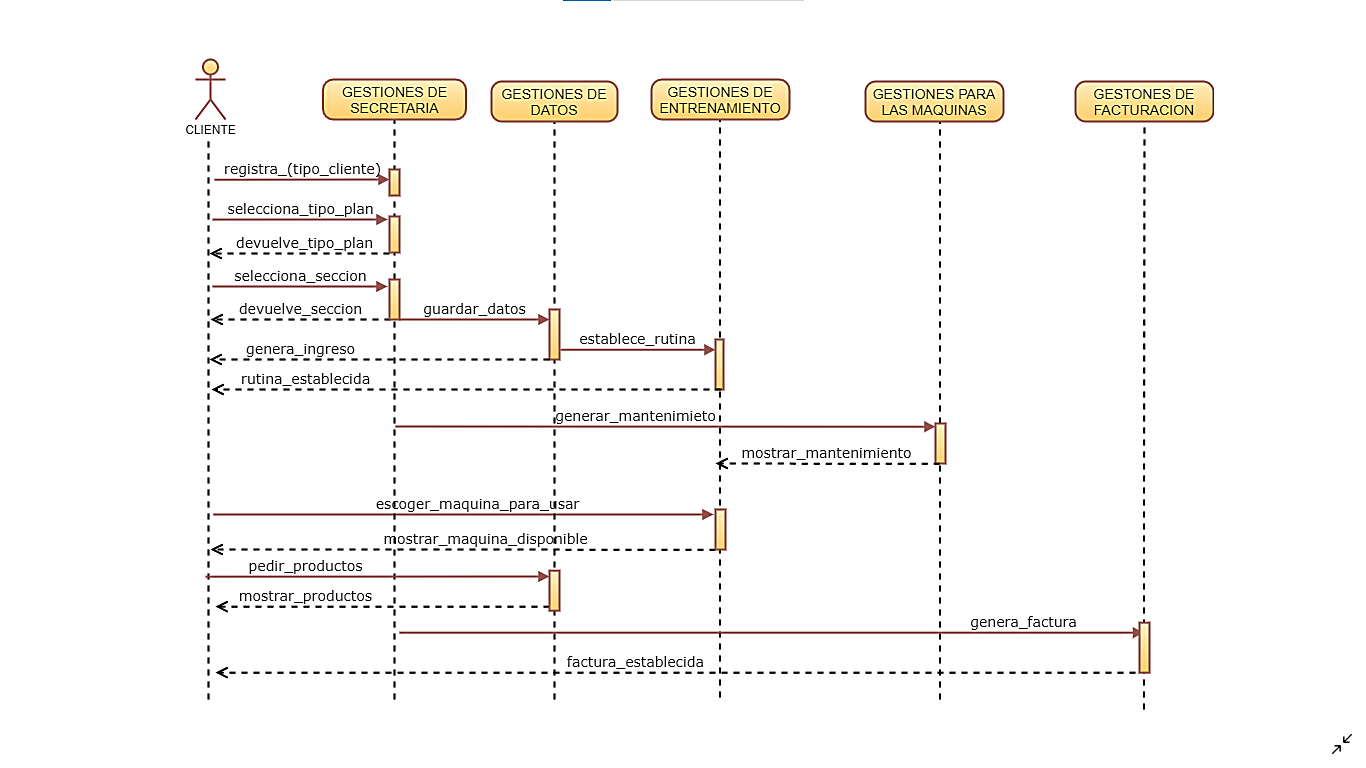 GESTIONES DE
SECRETARIA
GESTIONES DE
DATOS
GESTIONES DE
ENTRENAMIENTO
GESTIONES PARA
LAS MAQUINAS
GESTONES DE
FACTURACION
CLIENTE
registra_(tipo_cliente)
selecciona_tipo_plan
devuelve_tipo_plan
selecciona_seccion
devuelve_seccion
guardar_datos
establece_rutina
genera_ingreso
rutina_establecida
generar_mantenimieto
mostrar_mantenimiento
escoger_maquina_para_usar
mostrar_maquina_disponible
pedir_productos
mostrar_productos
genera_factura
factura_establecida